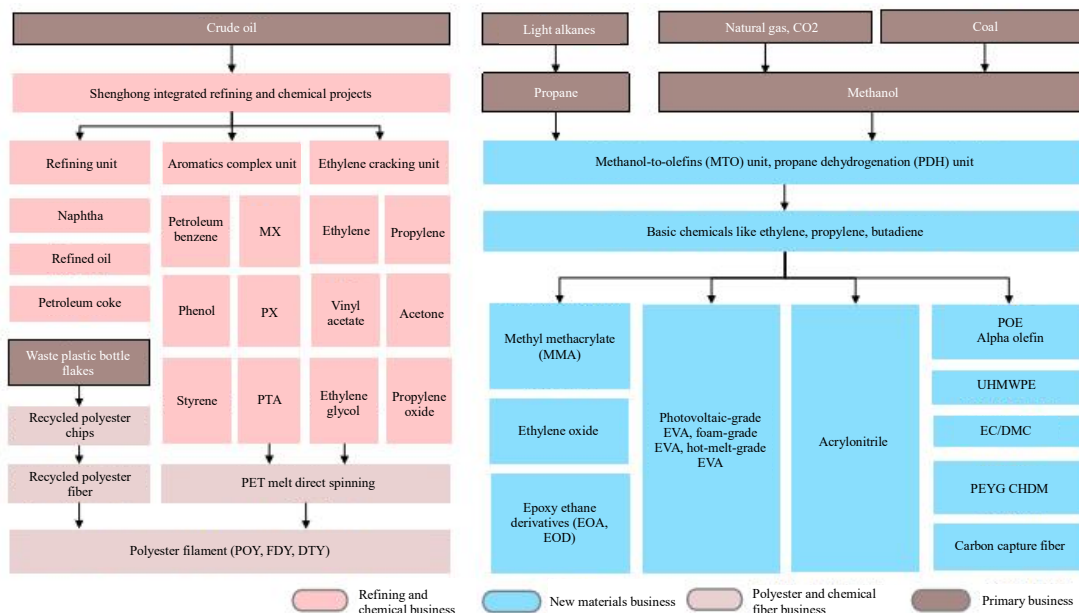 Crude oil
Shenghong integrated refining and chemical projects
Refining unit
Aromatics complex unit
Ethylene cracking unit
Naphtha
Refined oil
Petroleum coke
Petroleum
benzene
MX
Ethylene
Propylene
Phenol
PX
Vinyl
acetate
Acetone
Styrene
PTA
Ethylene
glycol
Propylene
oxide
Waste plastic bottle
flakes
Recycled polyester
chips
Recycled polyester
fiber
PET melt direct spinning
Polyester filament (POY, FDY, DTY)
Light alkanes
Natural gas, CO2
Coal
Propane
Methanol
Methanol-to-olefins (MTO) unit, propane dehydrogenation (PDH) unit
Basic chemicals like ethylene, propylene, butadiene
Methyl methacrylate
(MMA)
Ethylene oxide
Epoxy ethane
derivatives (EOA,
EOD)
Photovoltaic-grade
EVA, foam-grade
EVA, hot-melt-grade
EVA
Acrylonitrile
POE
Alpha olefin
UHMWPE
EC/DMC
PEYG CHDM
Carbon capture fiber
Refining and
chemical business
New materials business
Polyester and chemical
fiber business
Primary business